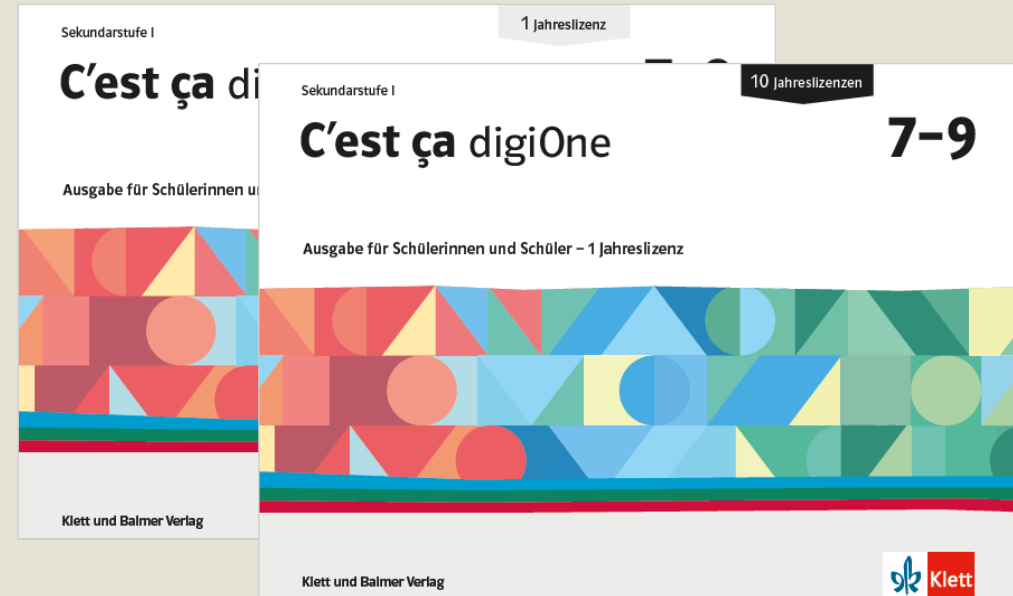 Sekundarstufe I
1 Jahreslizenz
C'est ça di
Ausgabe für Schülerinnen u
Klett und Balmer Verlag
Sekundarstufe I
10 Jahreslizenzen
C'est ça digiOne
7–9
Ausgabe für Schülerinnen und Schüler – 1 Jahreslizenz
Klett und Balmer Verlag
Klett